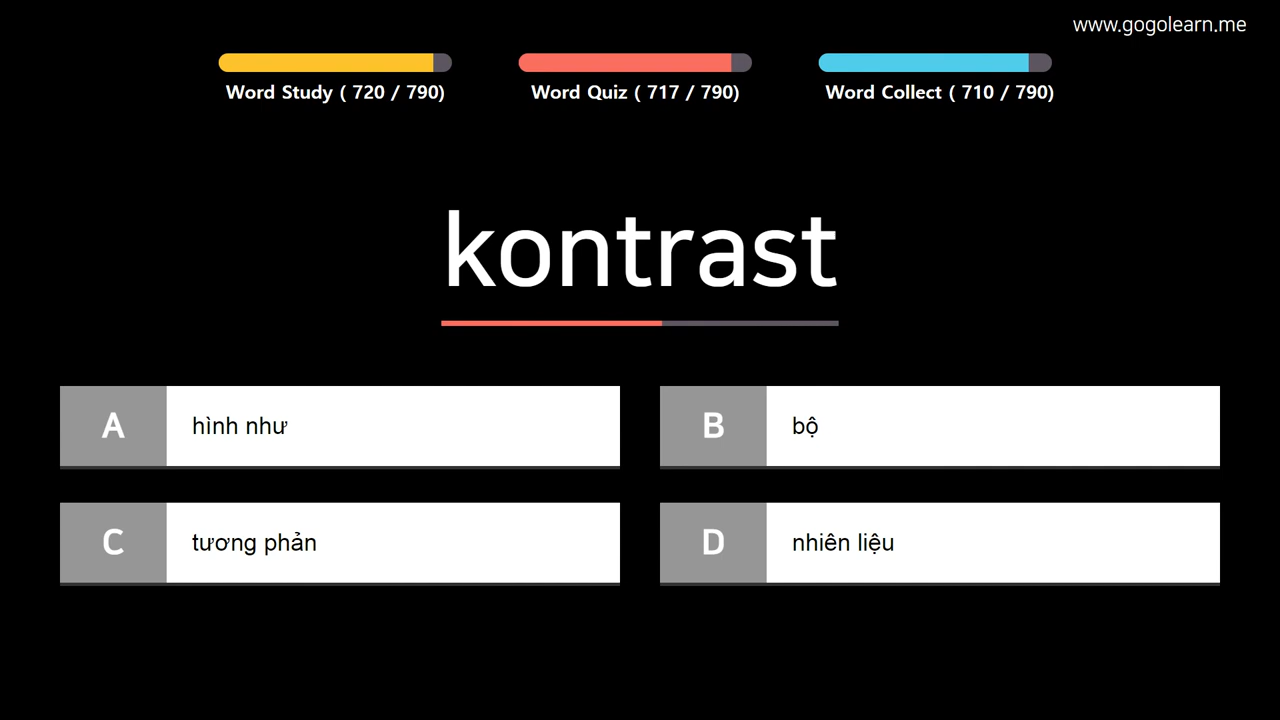 www.gogolearn.me
Word Study ( 720 / 790)
Word Quiz ( 717 / 790)
Word Collect ( 710 / 790)
kontrast
A hình như
B bộ
C tương phản
D nhiên liệu